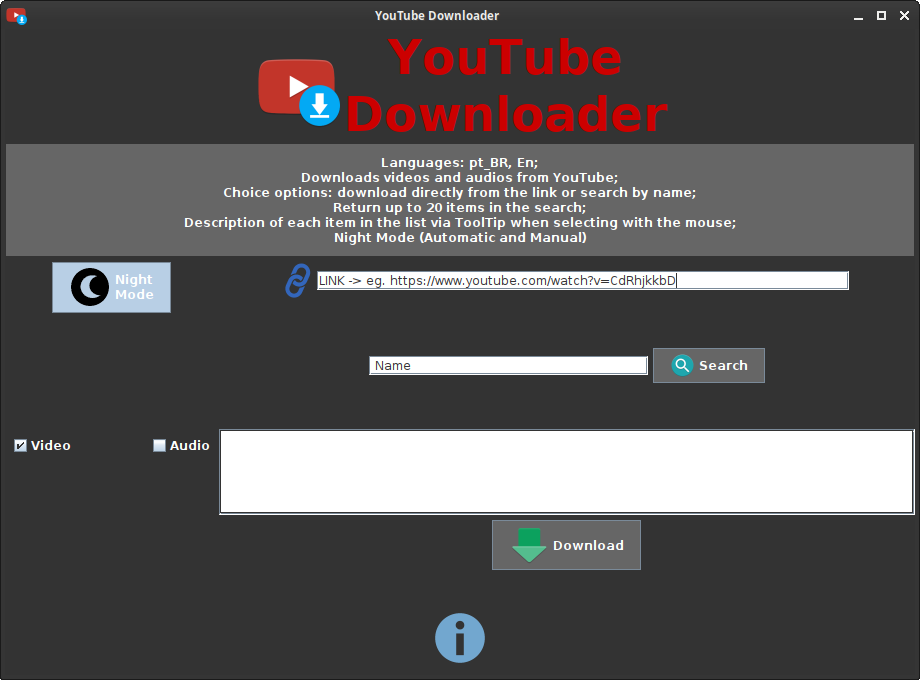 YouTube Downloader
YouTube
Downloader
Languages: pt_BR, En;
Downloads videos and audios from YouTube;
Choice options: download directly from the link or search by name;
Return up to 20 items in the search;
Description of each item in the list via ToolTip when selecting with the mouse;
Night Mode (Automatic and Manual)
Night
Mode
LINK -> eg. https://www.youtube.com/watch?v=CdRhjkkbD
Name
Search
Video
Audio
Download